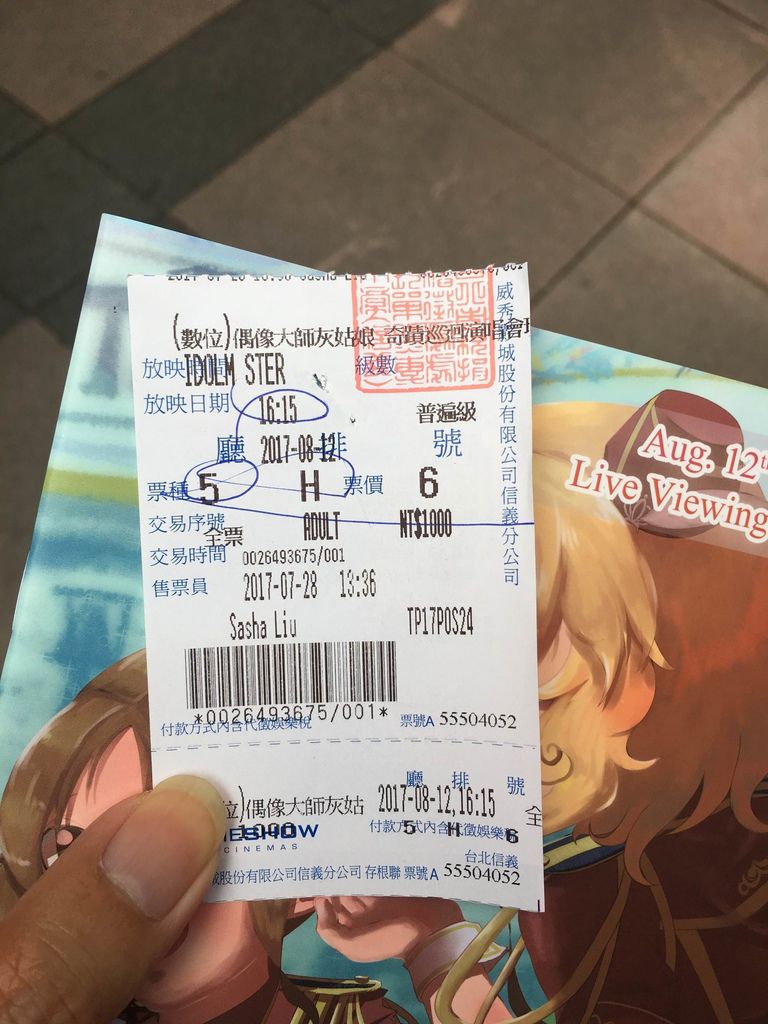 (數位)偶像大師灰姑娘 奇蹟巡迴演唱會
放映時間 IDOLM STER 級數
放映日期 16:15 普遍級
廳 2017-08-12 排 號
票種 5 H 票價 6
交易序號 全票 ADULT NT$1000
交易時間 0026493675/001
售票員 2017-07-28 13:36
Sasha Liu TP17POS24
*0026493675/001*
付款方式內含代徵娛樂稅 票號A 55504052
威秀 城股份有限公司信義分公司
廳 排 號
位)偶像大師灰姑 2017-08-12,16:15 全
1000 付款方式內含代徵娛樂 5 H 6
ESHOW
CINEMAS
台北信義
股份有限公司信義分公司 存根聯 票號A 55504052
Aug. 12th
Live Viewing